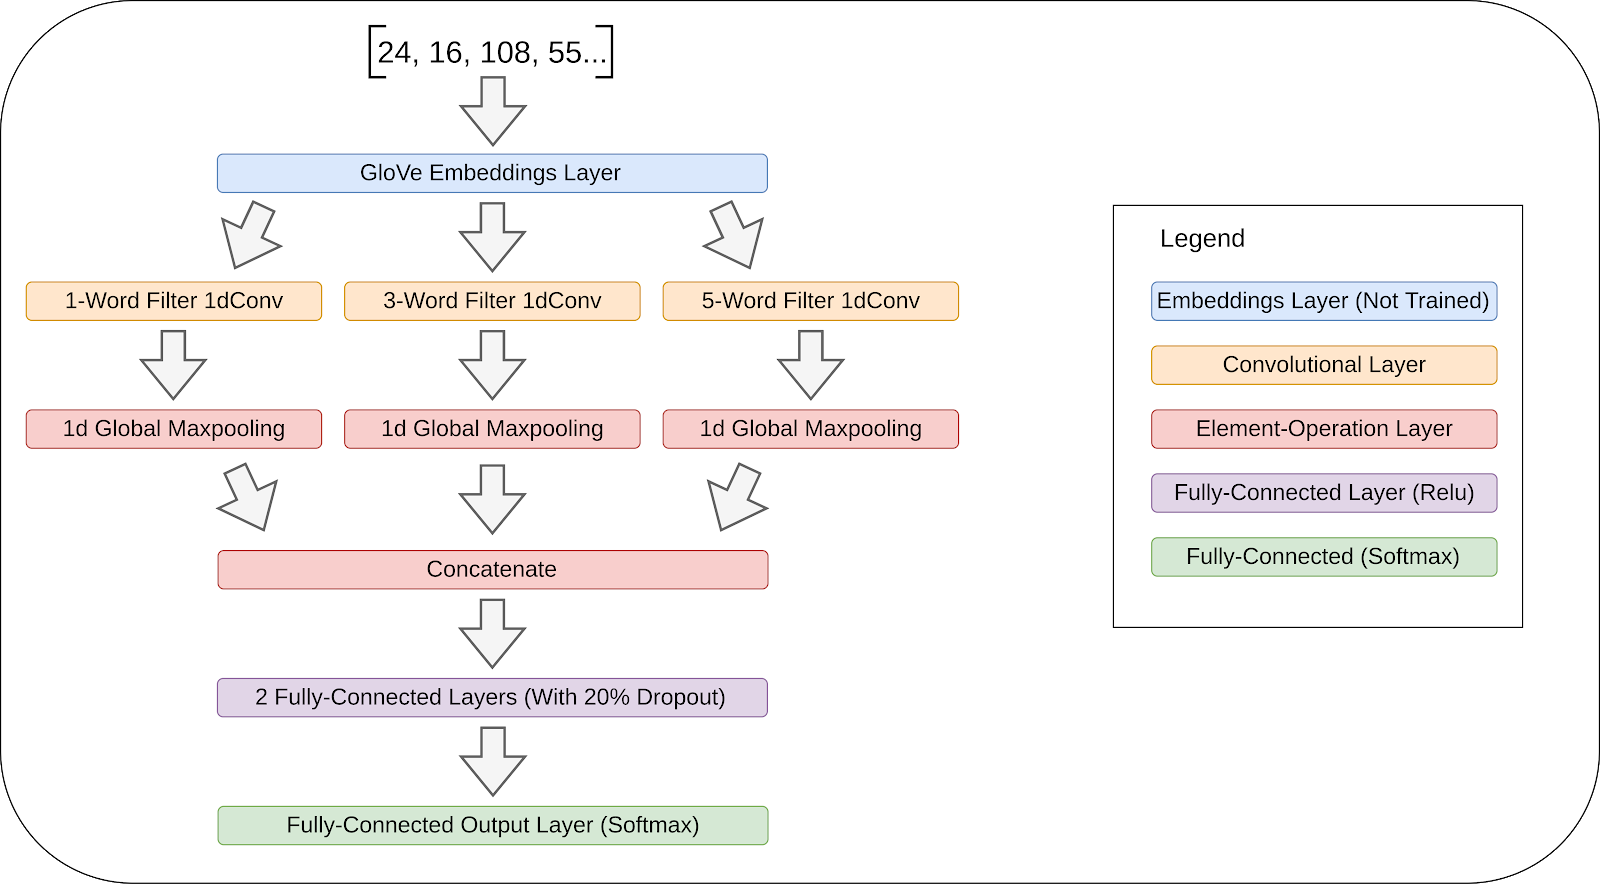 [24, 16, 108, 55...]
GloVe Embeddings Layer
1-Word Filter 1dConv
3-Word Filter 1dConv
5-Word Filter 1dConv
1d Global Maxpooling
1d Global Maxpooling
1d Global Maxpooling
Concatenate
2 Fully-Connected Layers (With 20% Dropout)
Fully-Connected Output Layer (Softmax)
Legend
Embeddings Layer (Not Trained)
Convolutional Layer
Element-Operation Layer
Fully-Connected Layer (Relu)
Fully-Connected (Softmax)